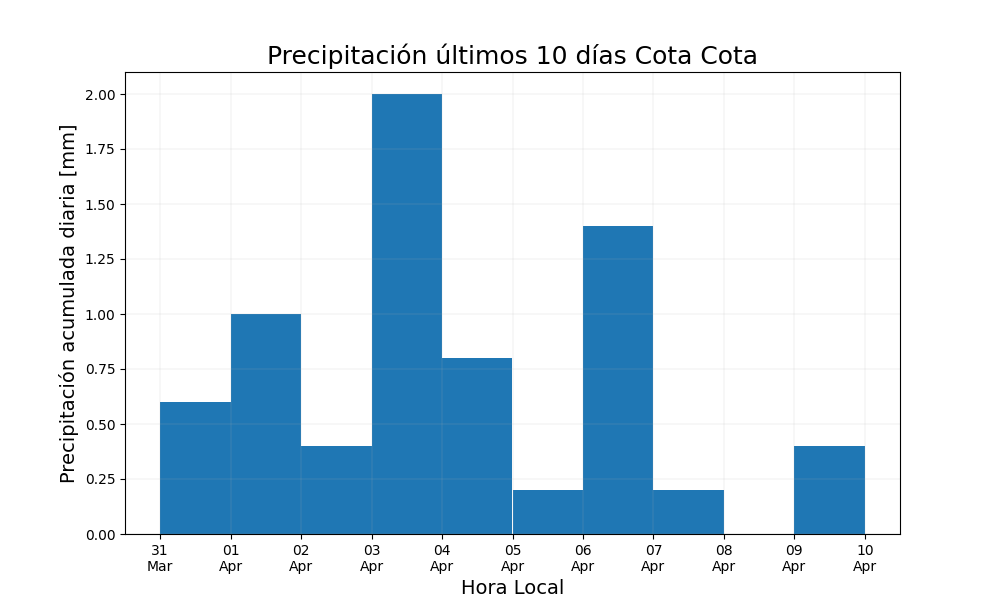 Precipitación últimos 10 días Cota Cota
Precipitación acumulada diaria [mm]
2.00
1.75
1.50
1.25
1.00
0.75
0.50
0.25
0.00
31 01 02 03 04 05 06 07 08 09 10
Mar Apr Apr Apr Apr Apr Apr Apr Apr Apr Apr
Hora Local